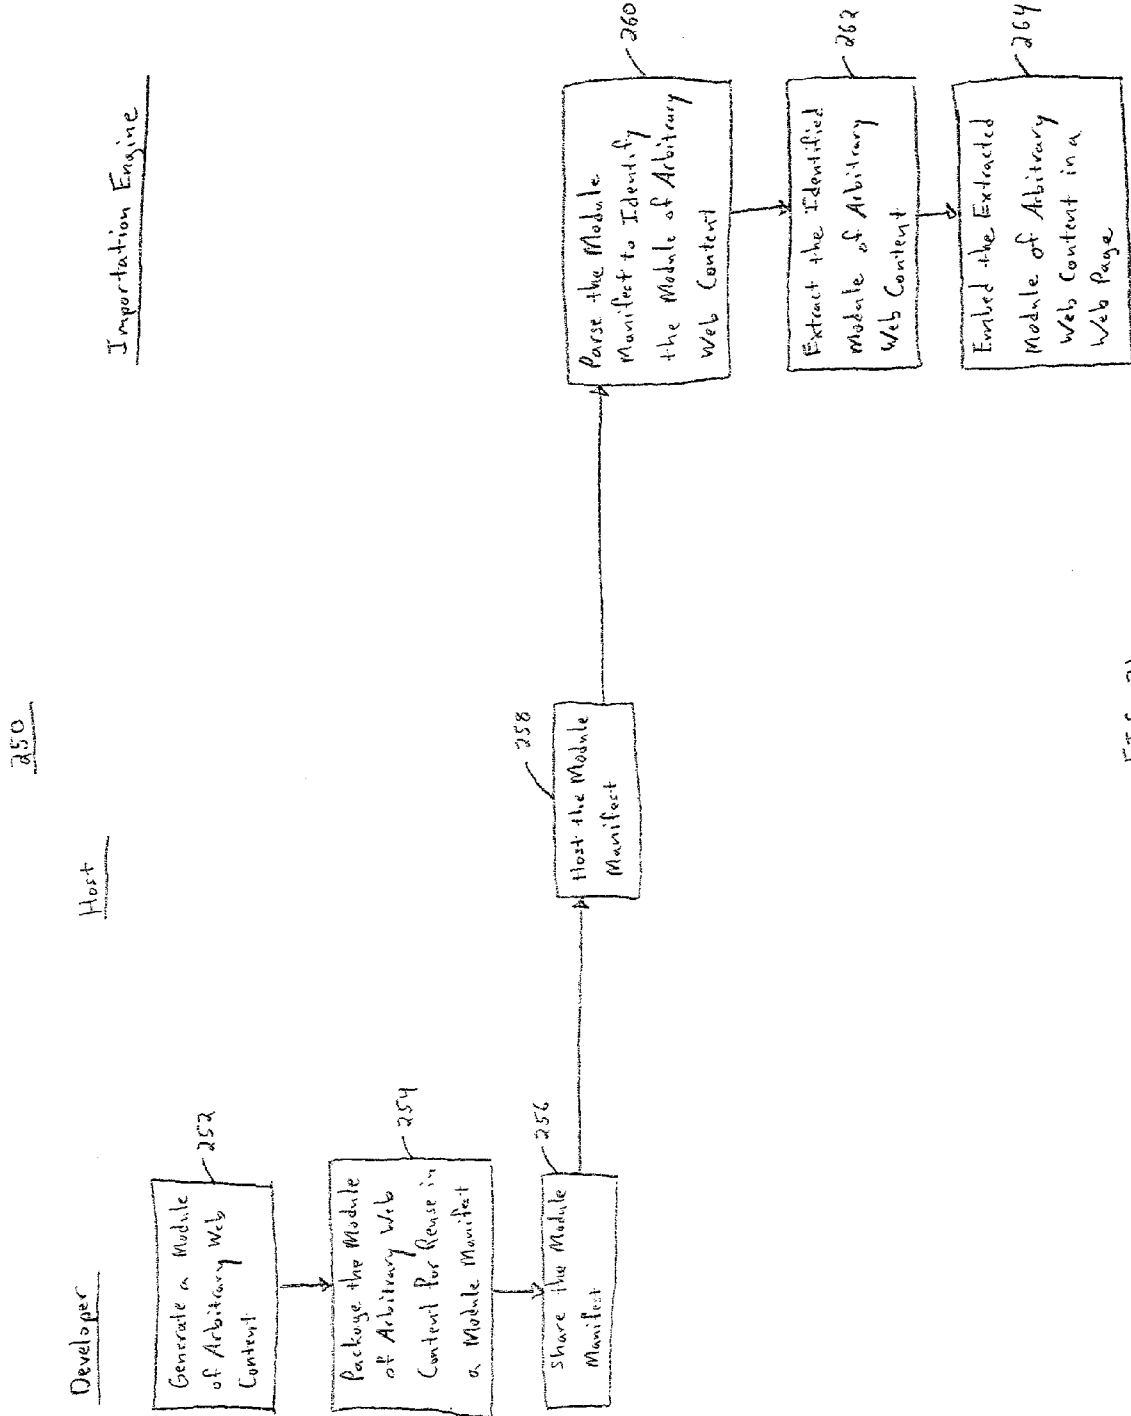 250
Developer
Host
Importation Engine
Generate a Module
of Arbitrary Web
Content
252
Package the Module
of Arbitrary Web
Content for Reuse in
a Module Manifest
254
Share the Module
Manifest
256
Host the Module
Manifest
258
Parse the Module
Manifest to Identify
the Module of Arbitrary
Web Content
260
Extract the Identified
Module of Arbitrary
Web Content
262
Embed the Extracted
Module of Arbitrary
Web Content in a
Web Page
264